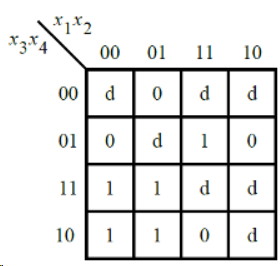 x₁x₂
x₃x₄
00 01 11 10
00 d 0 d d
01 0 d 1 0
11 1 1 d d
10 1 1 0 d